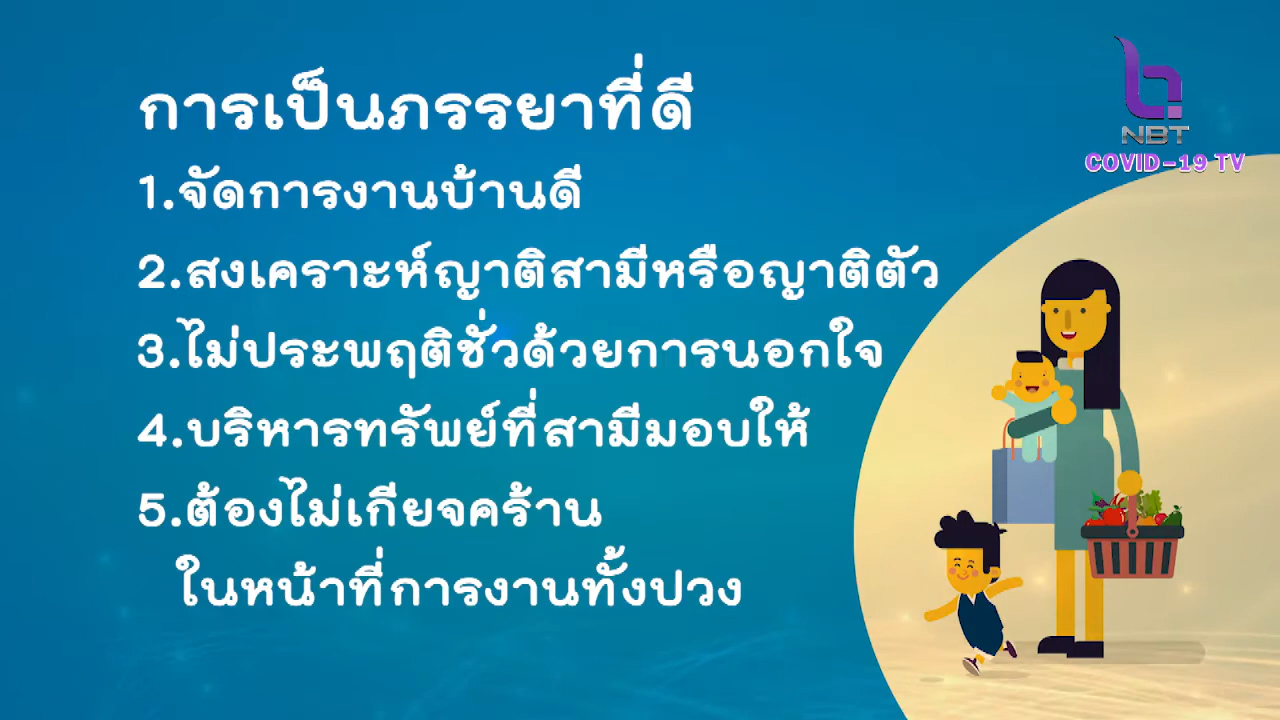 การเป็นภรรยาที่ดี
1.จัดการงานบ้านดี
2.สงเคราะห์ญาติสามีหรือญาติตัว
3.ไม่ประพฤติชั่วด้วยการนอกใจ
4.บริหารทรัพย์ที่สามีมอบให้
5.ต้องไม่เกียจคร้าน
ในหน้าที่การงานทั้งปวง
NBT
COVID-19 TV